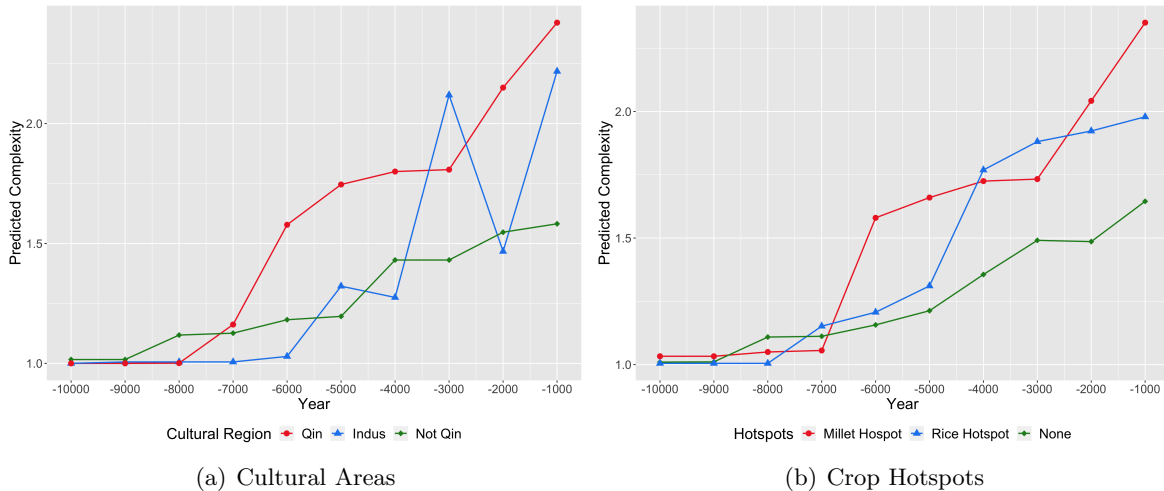 Predicted Complexity
2.0
1.5
1.0
-10000 -9000 -8000 -7000 -6000 -5000 -4000 -3000 -2000 -1000
Year
Cultural Region Qin Indus Not Qin
(a) Cultural Areas
Predicted Complexity
2.0
1.5
1.0
-10000 -9000 -8000 -7000 -6000 -5000 -4000 -3000 -2000 -1000
Year
Hotspots Millet Hospot Rice Hotspot None
(b) Crop Hotspots